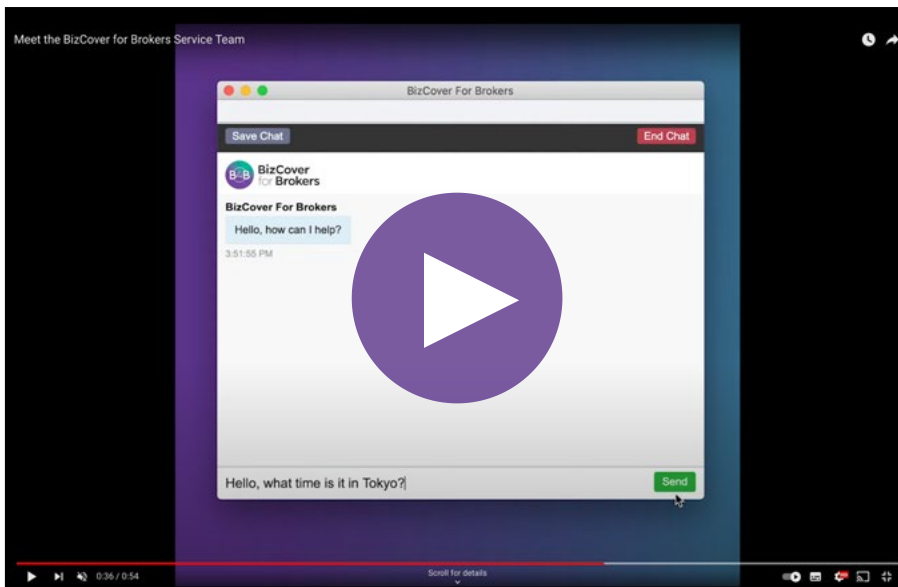 Meet the BizCover for Brokers Service Team
BizCover For Brokers
Save Chat
End Chat
B4B
BizCover
for Brokers
BizCover For Brokers
Hello, how can I help?
3:51:55 PM
Hello, what time is it in Tokyo?
Send
0:36 / 0:54
Scroll for details